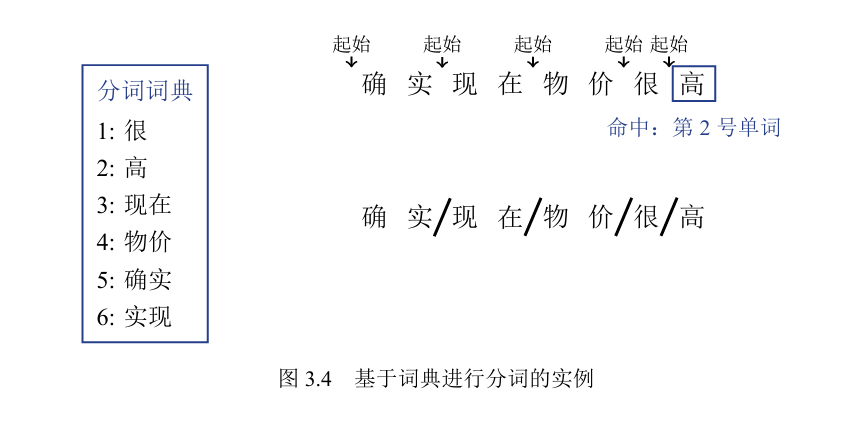 起始 起始 起始 起始 起始
确 实 现 在 物 价 很 高
命中：第 2 号单词
分词词典
1: 很
2: 高
3: 现在
4: 物价
5: 确实
6: 实现
确 实/现 在/物 价/很/高
图 3.4 基于词典进行分词的实例